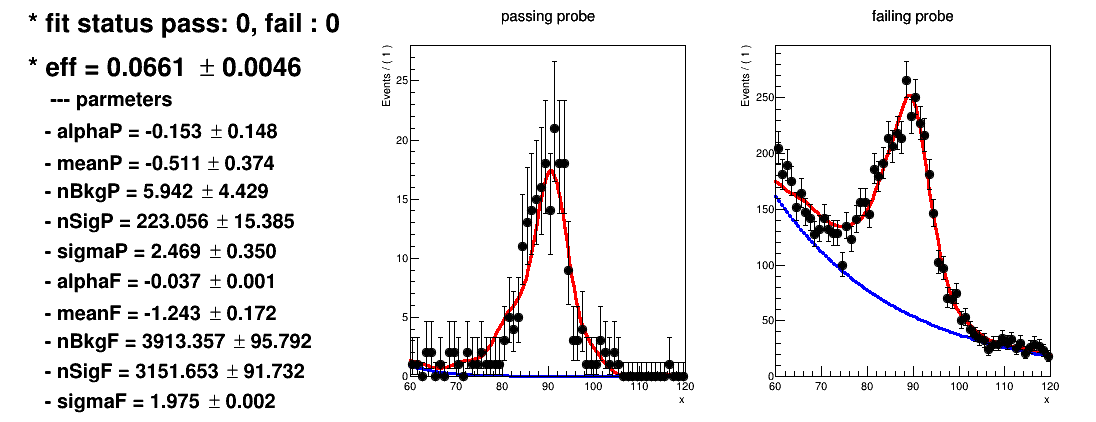 * fit status pass: 0, fail : 0
* eff = 0.0661 ± 0.0046
--- parmeters
- alphaP = -0.153 ± 0.148
- meanP = -0.511 ± 0.374
- nBkgP = 5.942 ± 4.429
- nSigP = 223.056 ± 15.385
- sigmaP = 2.469 ± 0.350
- alphaF = -0.037 ± 0.001
- meanF = -1.243 ± 0.172
- nBkgF = 3913.357 ± 95.792
- nSigF = 3151.653 ± 91.732
- sigmaF = 1.975 ± 0.002
passing probe
Events / ( 1 )
25
20
15
10
5
0
60 70 80 90 100 110 120
x
failing probe
Events / ( 1 )
250
200
150
100
50
0
60 70 80 90 100 110 120
x